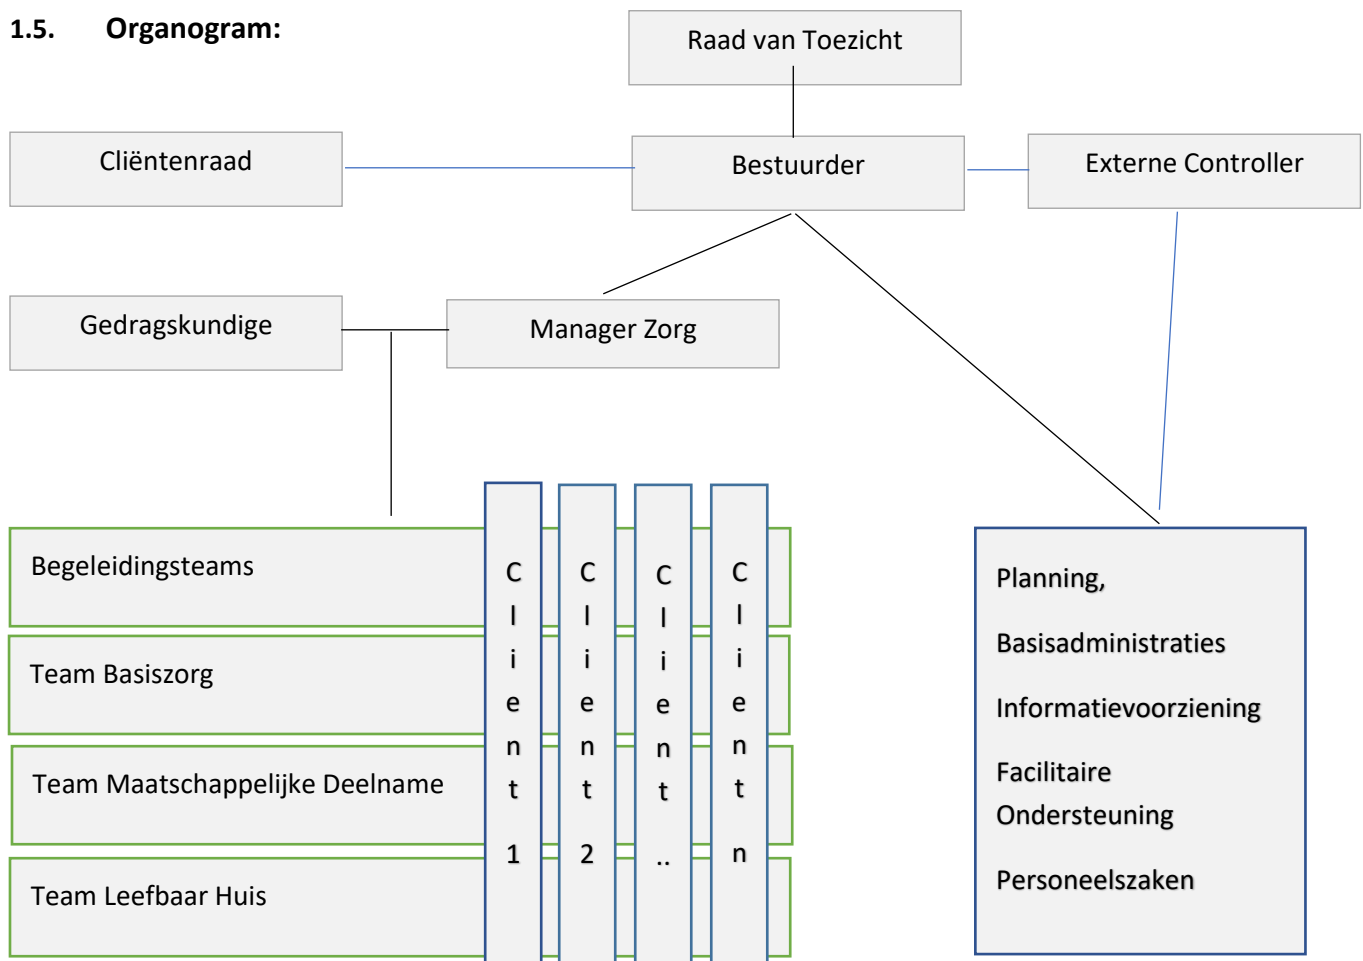 1.5. Organogram:
Raad van Toezicht
Cliëntenraad
Bestuurder
Externe Controller
Gedragskundige
Manager Zorg
Begeleidingsteams
Team Basiszorg
Team Maatschappelijke Deelname
Team Leefbaar Huis
Client 1
Client 2
Client ..
Client n
Planning,
Basisadministraties
Informatievoorziening
Facilitaire
Ondersteuning
Personeelszaken